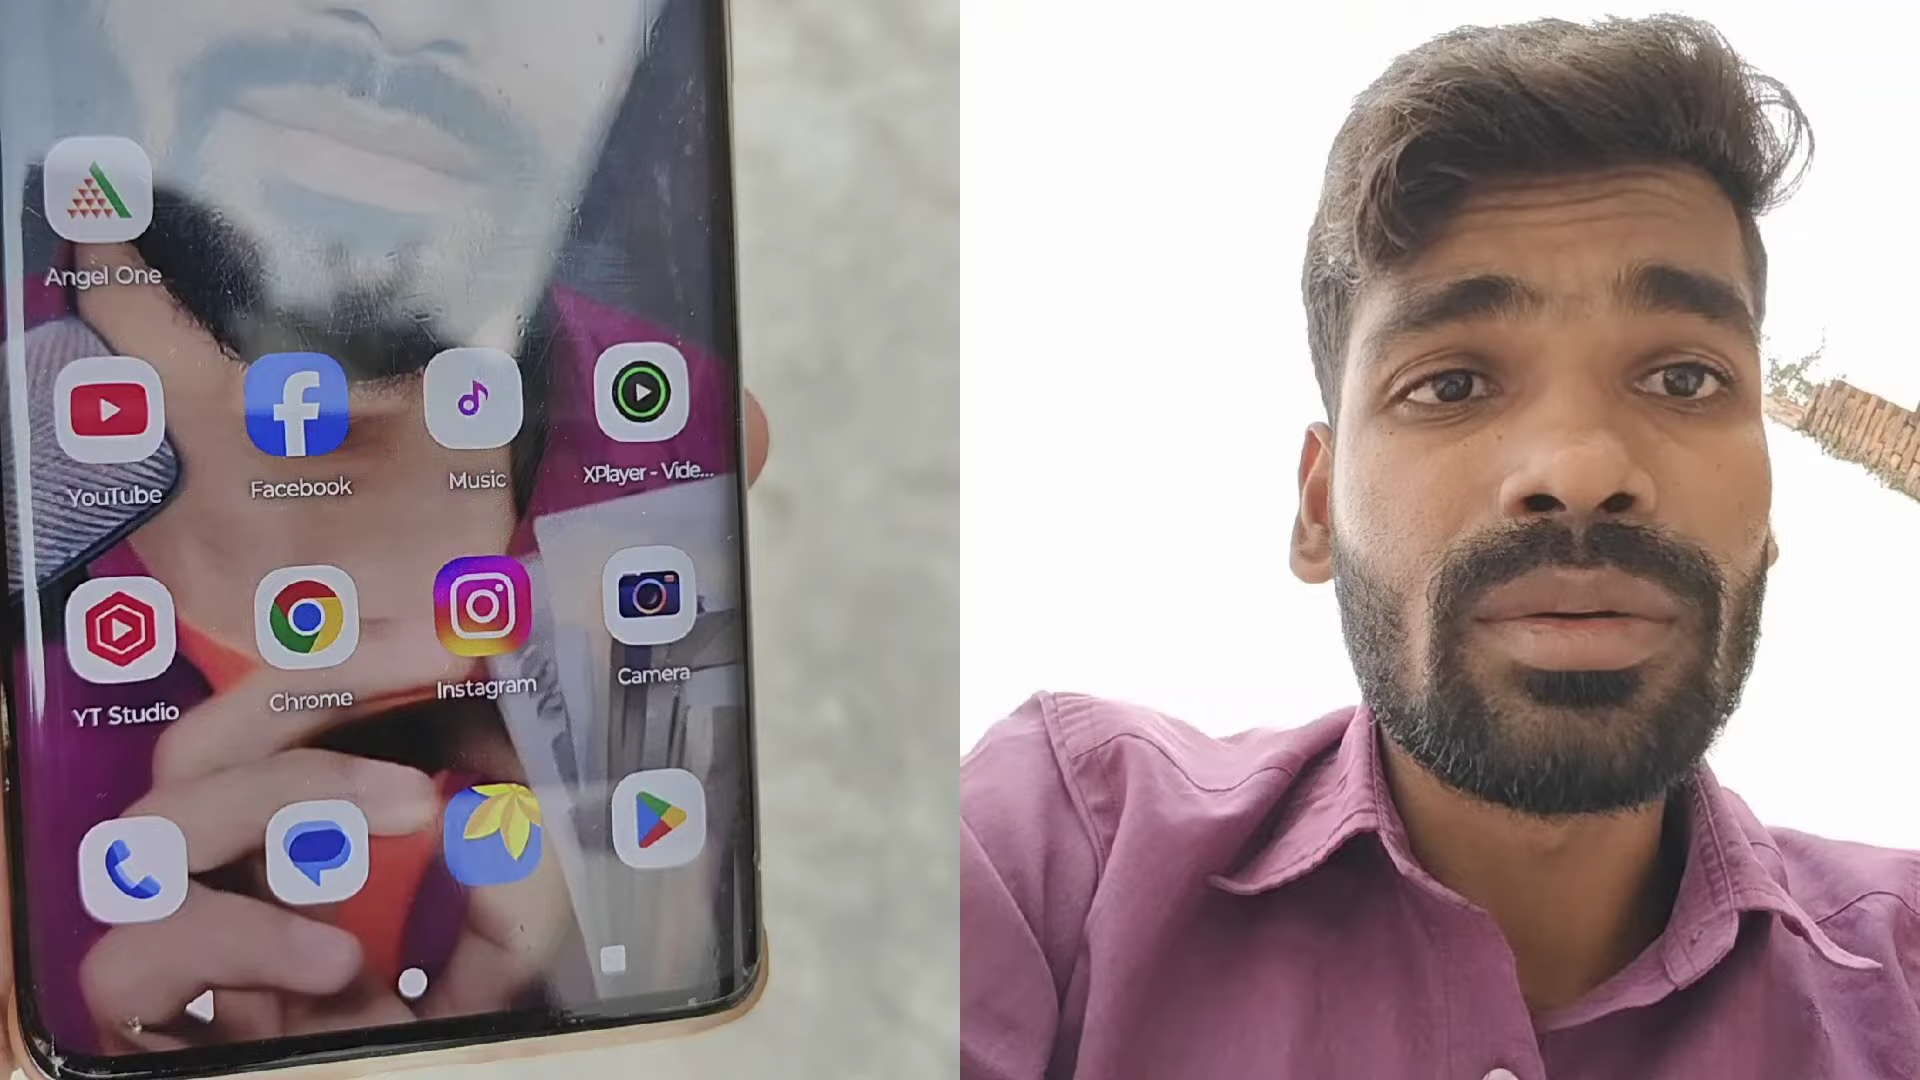 Angel One
YouTube
Facebook
Music
XPlayer - Vide...
YT Studio
Chrome
Instagram
Camera